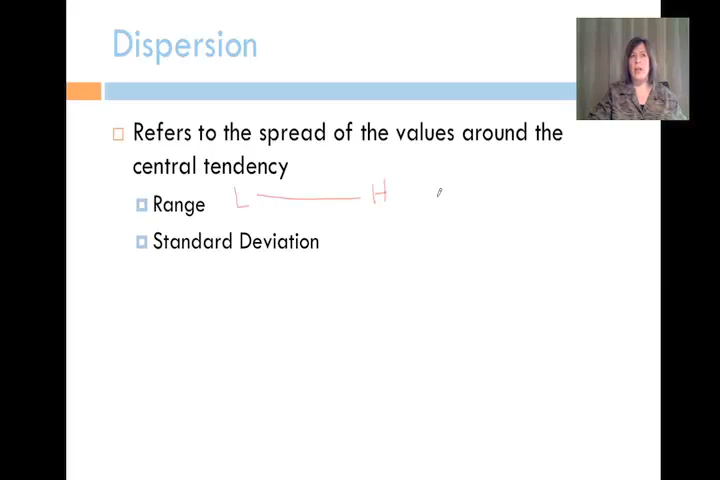 Dispersion
Refers to the spread of the values around the
central tendency
Range L H
Standard Deviation